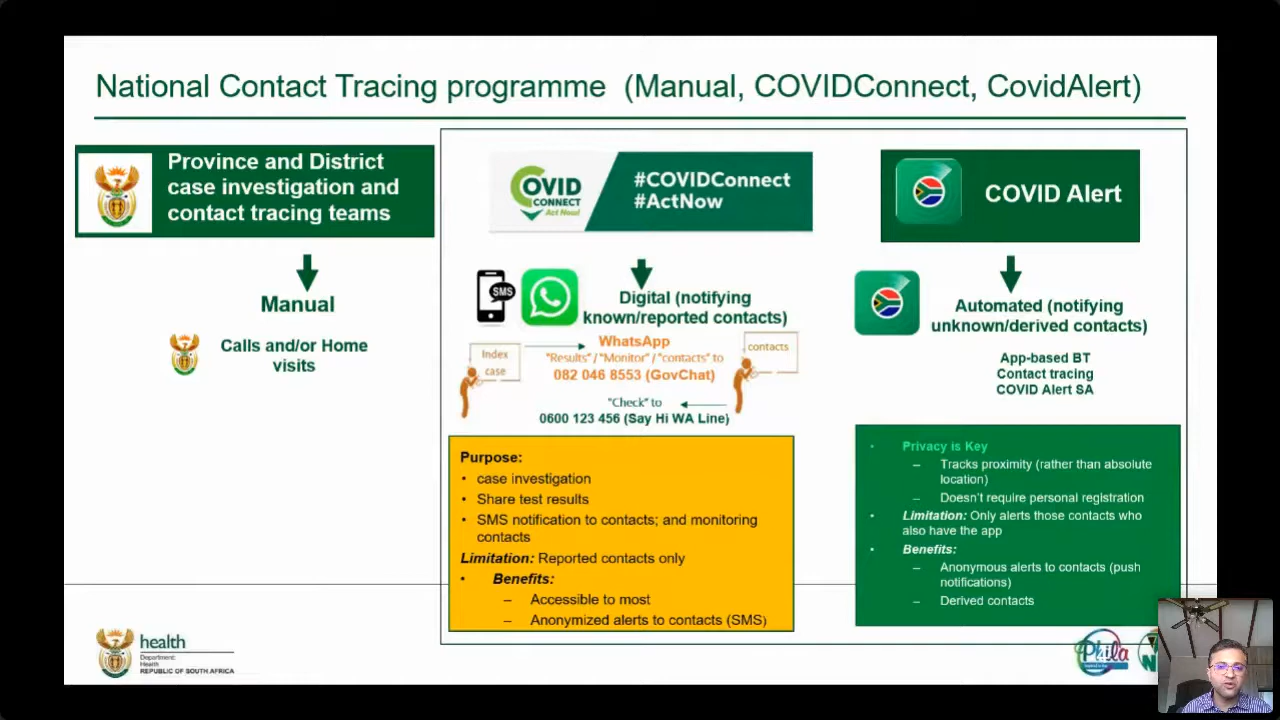 National Contact Tracing programme (Manual, COVIDConnect, CovidAlert)
Province and District
case investigation and
contact tracing teams
Manual
Calls and/or Home
visits
COVID
CONNECT
Act Now!
#COVIDConnect
#ActNow
SMS
Digital (notifying
known/reported contacts)
WhatsApp
"Results"/ "Monitor" / "contacts" to
082 046 8553 (GovChat)
Index
case
contacts
"Check" to
0600 123 456 (Say Hi WA Line)
Purpose:
• case investigation
• Share test results
• SMS notification to contacts; and monitoring
contacts
Limitation: Reported contacts only
• Benefits:
– Accessible to most
– Anonymized alerts to contacts (SMS)
COVID Alert
Automated (notifying
unknown/derived contacts)
App-based BT
Contact tracing
COVID Alert SA
• Privacy is Key
– Tracks proximity (rather than absolute
location)
– Doesn't require personal registration
• Limitation: Only alerts those contacts who
also have the app
• Benefits:
– Anonymous alerts to contacts (push
notifications)
– Derived contacts
health
Department:
Health
REPUBLIC OF SOUTH AFRICA
Phila